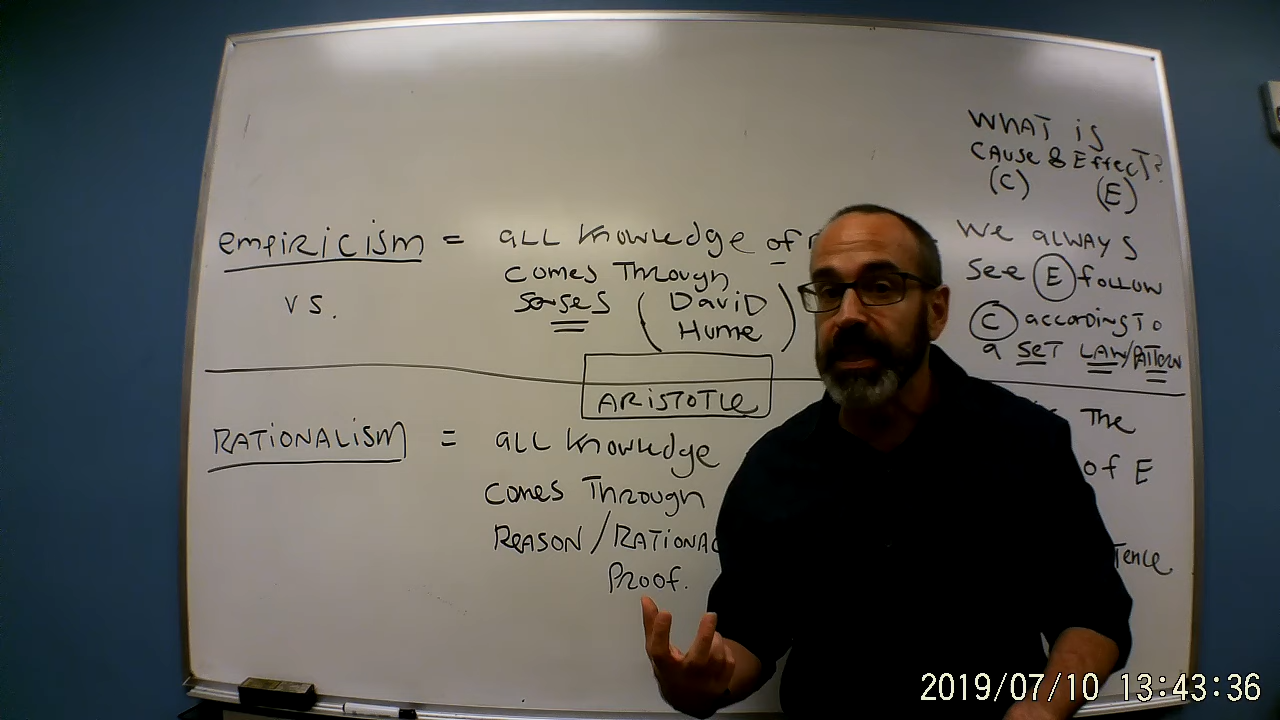 WHAT is
CAUSE & EFFECT?
(C) (E)
empiricism = all knowledge of
comes Through
senses (David
Hume)
vs.
we always
see E follow
C according To
a set LAW/PATTERN
ARISTOTLE
RATIONALISM = all knowledge
comes Through
Reason/RATIONAL
Proof.
The
of E
2019/07/10 13:43:36